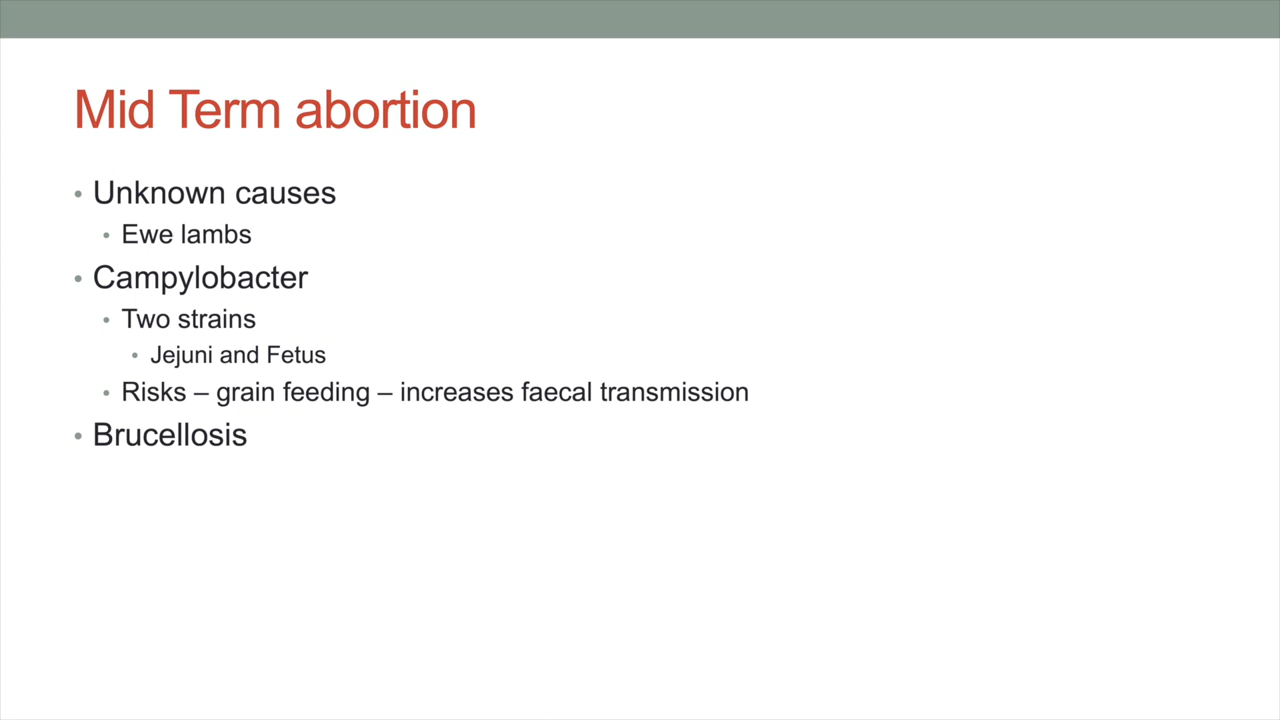 Mid Term abortion
• Unknown causes
• Ewe lambs
• Campylobacter
• Two strains
• Jejuni and Fetus
• Risks – grain feeding – increases faecal transmission
• Brucellosis